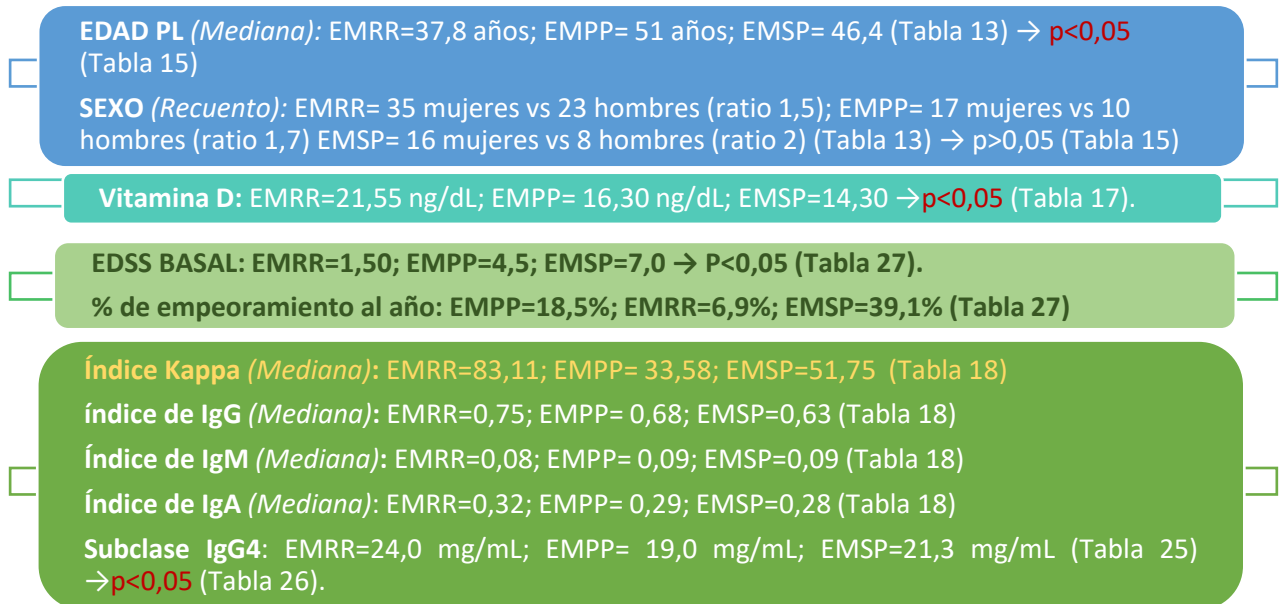 EDAD PL (Mediana): EMRR=37,8 años; EMPP= 51 años; EMSP= 46,4 (Tabla 13) → p<0,05
(Tabla 15)
SEXO (Recuento): EMRR= 35 mujeres vs 23 hombres (ratio 1,5); EMPP= 17 mujeres vs 10
hombres (ratio 1,7) EMSP= 16 mujeres vs 8 hombres (ratio 2) (Tabla 13) → p>0,05 (Tabla 15)
Vitamina D: EMRR=21,55 ng/dL; EMPP= 16,30 ng/dL; EMSP=14,30 →p<0,05 (Tabla 17).
EDSS BASAL: EMRR=1,50; EMPP=4,5; EMSP=7,0 → P<0,05 (Tabla 27).
% de empeoramiento al año: EMPP=18,5%; EMRR=6,9%; EMSP=39,1% (Tabla 27)
Índice Kappa (Mediana): EMRR=83,11; EMPP= 33,58; EMSP=51,75 (Tabla 18)
índice de IgG (Mediana): EMRR=0,75; EMPP= 0,68; EMSP=0,63 (Tabla 18)
Índice de IgM (Mediana): EMRR=0,08; EMPP= 0,09; EMSP=0,09 (Tabla 18)
Índice de IgA (Mediana): EMRR=0,32; EMPP= 0,29; EMSP=0,28 (Tabla 18)
Subclase IgG4: EMRR=24,0 mg/mL; EMPP= 19,0 mg/mL; EMSP=21,3 mg/mL (Tabla 25)
→p<0,05 (Tabla 26).